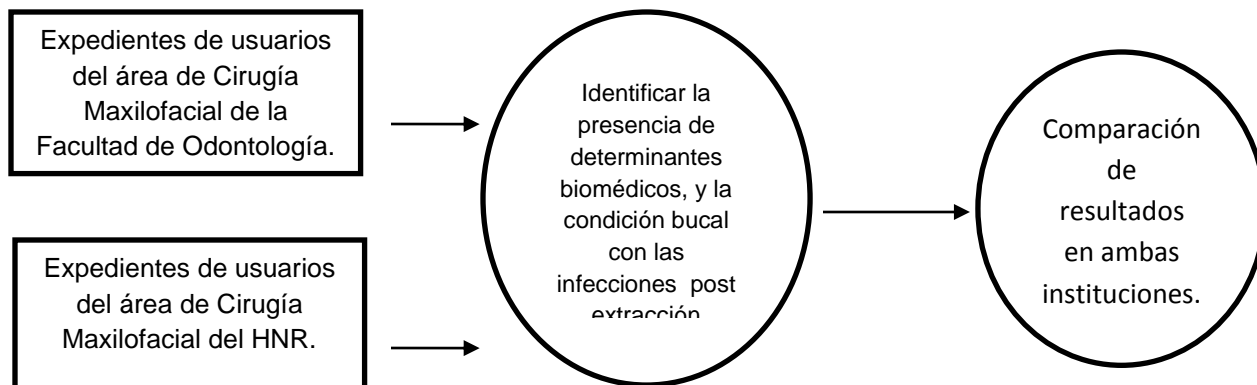 Expedientes de usuarios
del área de Cirugía
Maxilofacial de la
Facultad de Odontología.
Expedientes de usuarios
del área de Cirugía
Maxilofacial del HNR.
Identificar la
presencia de
determinantes
biomédicos, y la
condición bucal
con las
infecciones post
extracción
Comparación
de
resultados
en ambas
instituciones.